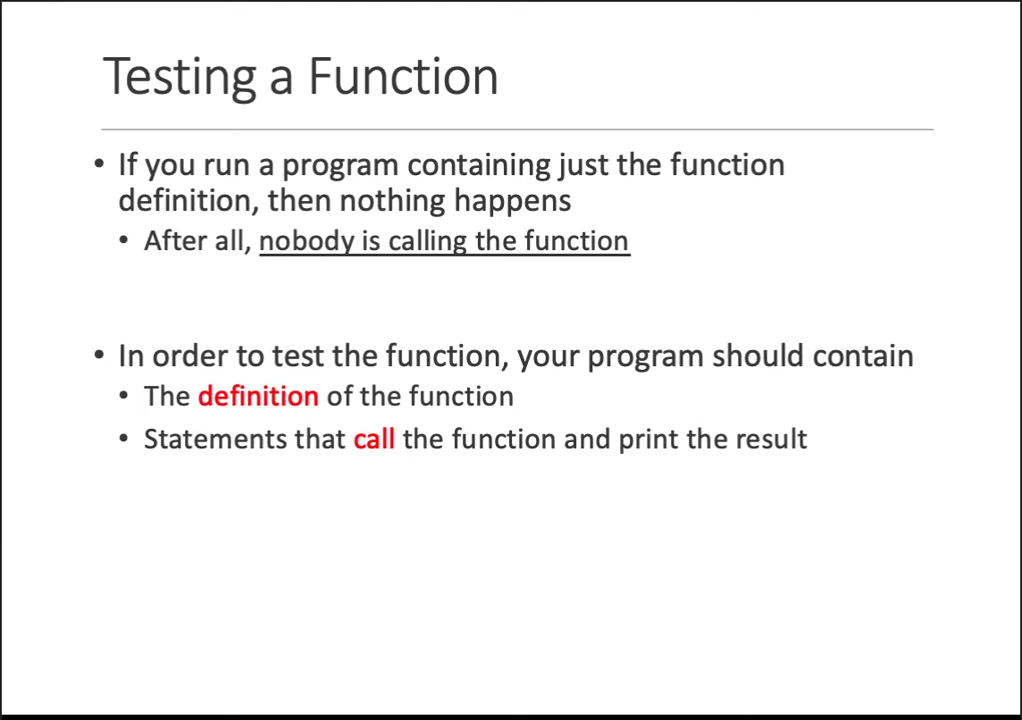 Testing a Function
• If you run a program containing just the function
definition, then nothing happens
• After all, nobody is calling the function
• In order to test the function, your program should contain
• The definition of the function
• Statements that call the function and print the result